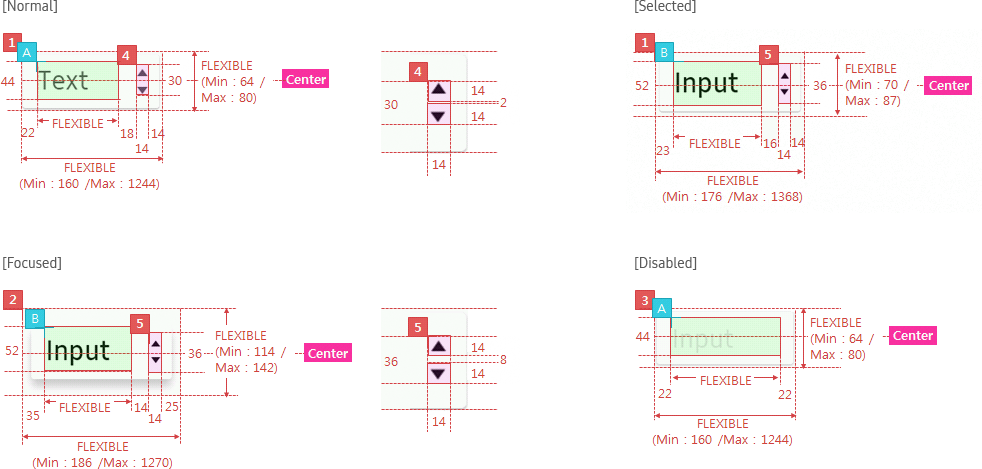 [Normal]
1
A
4
Text
44
30
FLEXIBLE
(Min : 64 /
Max : 80)
Center
22
FLEXIBLE
18
14
14
FLEXIBLE
(Min : 160 /Max : 1244)
4
30
14
2
14
14
[Selected]
1
B
5
Input
52
36
FLEXIBLE
(Min : 70 /
Max : 87)
Center
23
FLEXIBLE
16
14
14
FLEXIBLE
(Min : 176 /Max : 1368)
[Focused]
2
B
5
Input
52
36
FLEXIBLE
(Min : 114 /
Max : 142)
Center
35
FLEXIBLE
14
25
14
FLEXIBLE
(Min : 186 /Max : 1270)
5
36
14
8
14
14
[Disabled]
3
A
Input
44
FLEXIBLE
(Min : 64 /
Max : 80)
Center
FLEXIBLE
22
22
FLEXIBLE
(Min : 160 /Max : 1244)